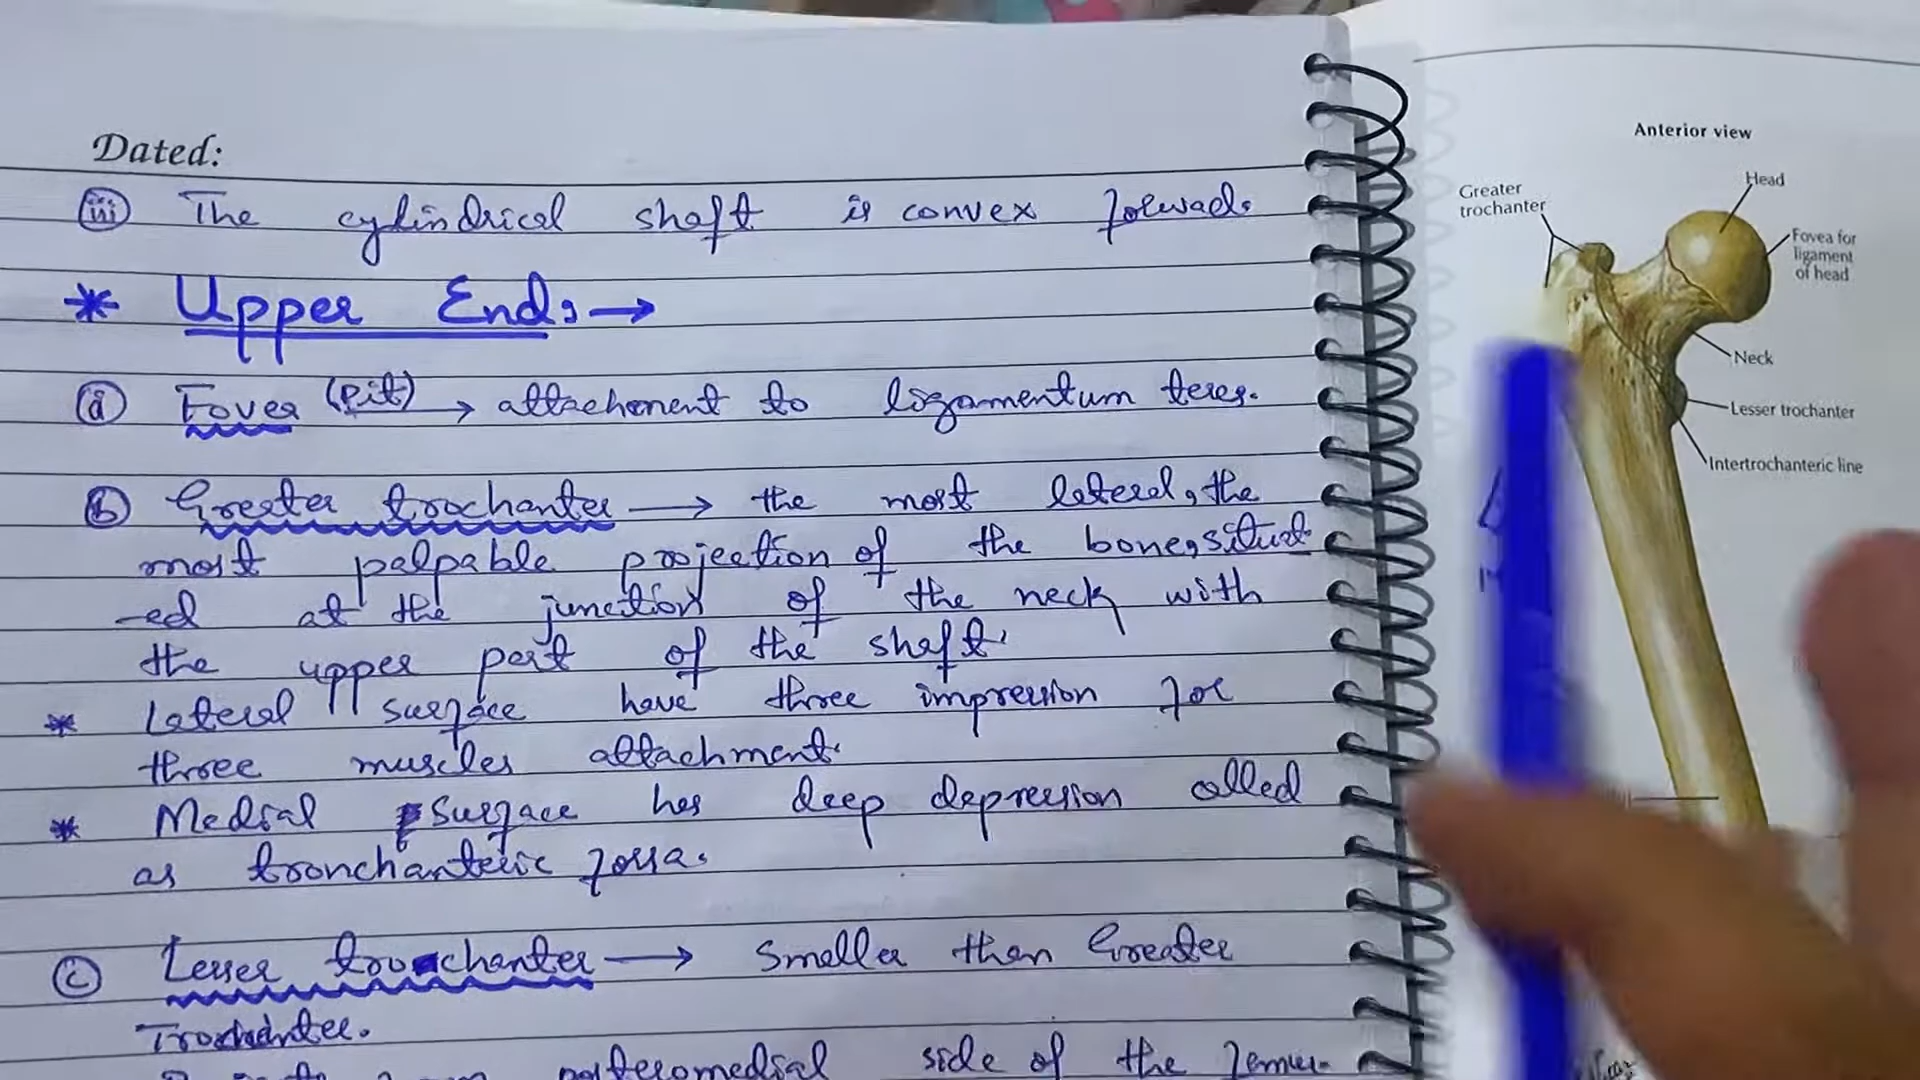 Dated:
(iii) The cylindrical shaft is convex forward.
* Upper End:→
(a) Fovea (pit) → attachment to ligamentum teres.
(b) Greater trochanter → the most lateral, the
most palpable projection of the bone, situat
-ed at the junction of the neck with
the upper part of the shaft.
* Lateral surface have three impression for
three muscles attachment.
* Medial surface has deep depression called
as tronchanteric fossa.
(c) Lesser trochanter → Smaller than Greater
Trochanter.
posteromedial side of the femur.
Anterior view
Head
Greater
trochanter
Fovea for
ligament
of head
Neck
Lesser trochanter
Intertrochanteric line